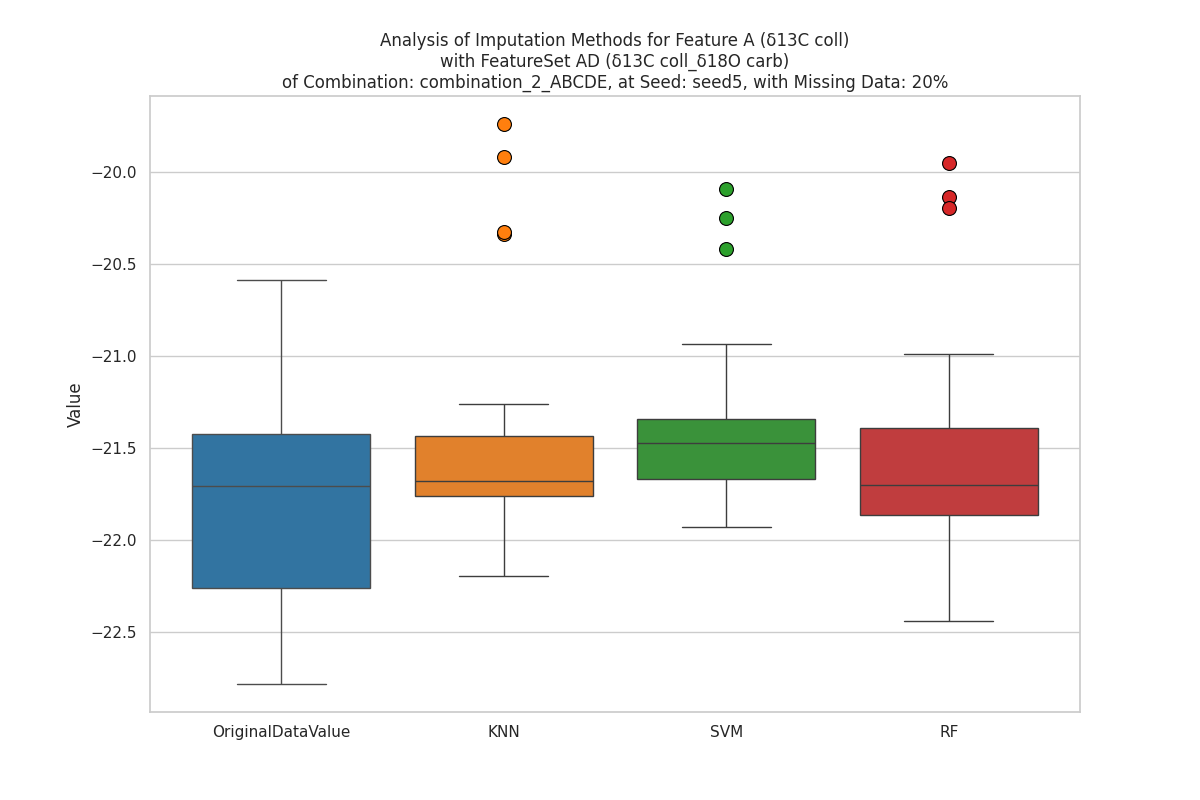 Analysis of Imputation Methods for Feature A (δ13C coll)
with FeatureSet AD (δ13C coll_δ18O carb)
of Combination: combination_2_ABCDE, at Seed: seed5, with Missing Data: 20%
−20.0
−20.5
−21.0
−21.5
−22.0
−22.5
Value
OriginalDataValue
KNN
SVM
RF